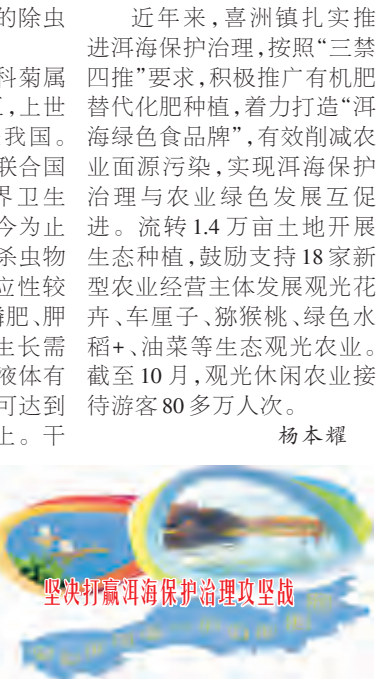 的除虫
科菊属
，上世
我国。
联合国
界卫生
今为止
杀虫物
应性较
磷肥、胛
生长需
液体有
可达到
上。干
近年来，喜洲镇扎实推
进洱海保护治理，按照“三禁
四推”要求，积极推广有机肥
替代化肥种植，着力打造“洱
海绿色食品牌”，有效削减农
业面源污染，实现洱海保护
治理与农业绿色发展互促
进。流转1.4万亩土地开展
生态种植，鼓励支持18家新
型农业经营主体发展观光花
卉、车厘子、猕猴桃、绿色水
稻+、油菜等生态观光农业。
截至10月，观光休闲农业接
待游客80多万人次。
杨本耀
坚决打赢洱海保护治理攻坚战